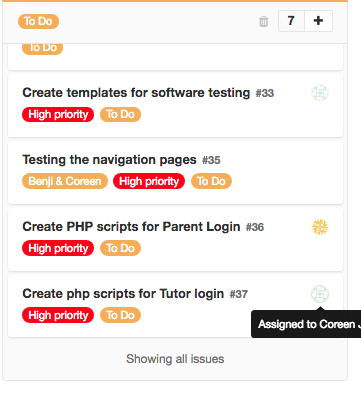 To Do 7 +
To Do
Create templates for software testing #33
High priority To Do
Testing the navigation pages #35
Benji & Coreen High priority To Do
Create PHP scripts for Parent Login #36
High priority To Do
Create php scripts for Tutor login #37
High priority To Do
Assigned to Coreen
Showing all issues